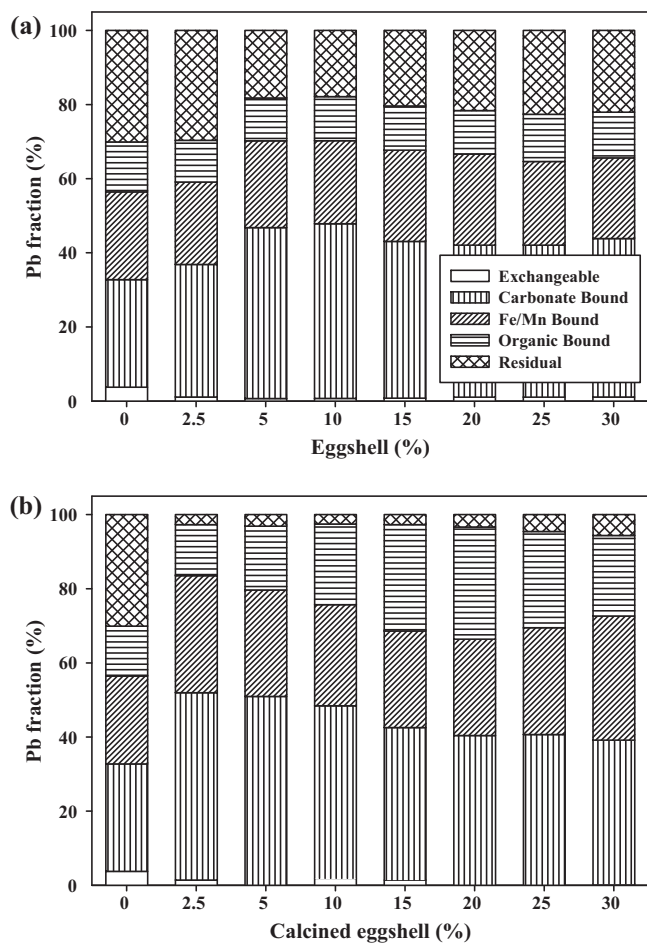 (a)
100
80
60
40
20
0
Pb fraction (%)
Exchangeable
Carbonate Bound
Fe/Mn Bound
Organic Bound
Residual
0 2.5 5 10 15 20 25 30
Eggshell (%)
(b)
100
80
60
40
20
0
Pb fraction (%)
0 2.5 5 10 15 20 25 30
Calcined eggshell (%)